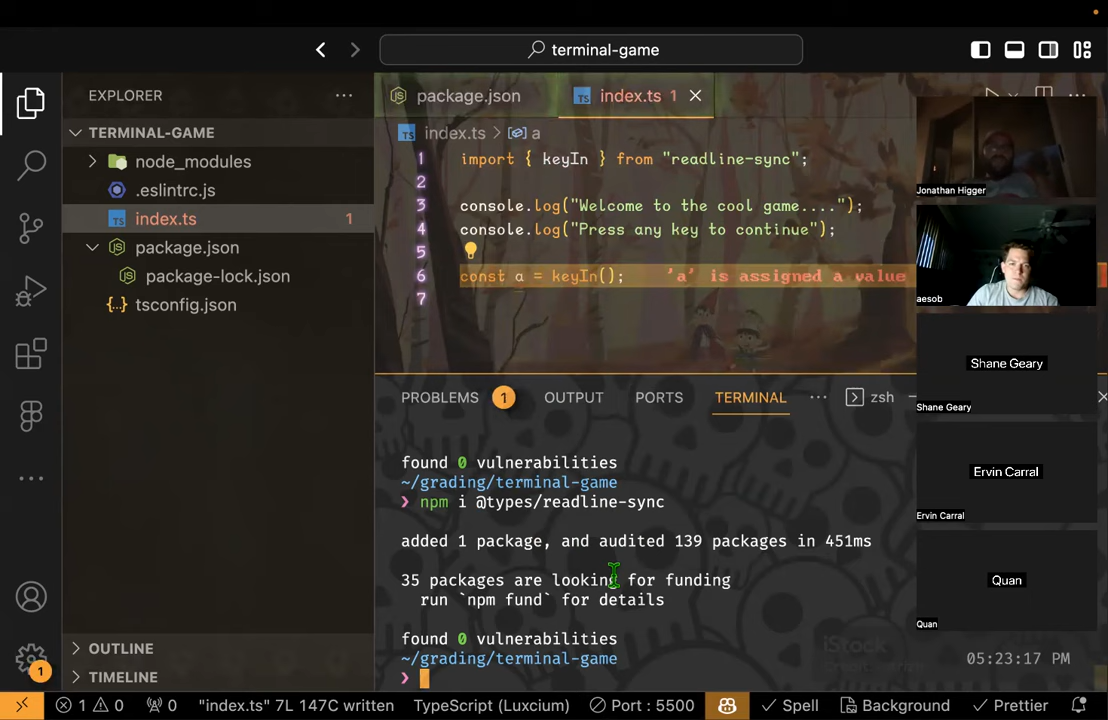 terminal-game
EXPLORER
TERMINAL-GAME
node_modules
.eslintrc.js
index.ts 1
package.json
package-lock.json
tsconfig.json
OUTLINE
TIMELINE
1
package.json
index.ts 1
index.ts > a
1 import { keyIn } from "readline-sync";
2
3 console.log("Welcome to the cool game....");
4 console.log("Press any key to continue");
5
6 const a = keyIn(); 'a' is assigned a value
7
PROBLEMS 1 OUTPUT PORTS TERMINAL ··· zsh
found 0 vulnerabilities
~/grading/terminal-game
❯ npm i @types/readline-sync
added 1 package, and audited 139 packages in 451ms
35 packages are looking for funding
run `npm fund` for details
found 0 vulnerabilities
~/grading/terminal-game
❯
Jonathan Higger
aesob
Shane Geary
Shane Geary
Ervin Carral
Ervin Carral
Quan
Quan
iStock
05:23:17 PM
1 0 0 "index.ts" 7L 147C written TypeScript (Luxcium) Port : 5500 Spell Background Prettier